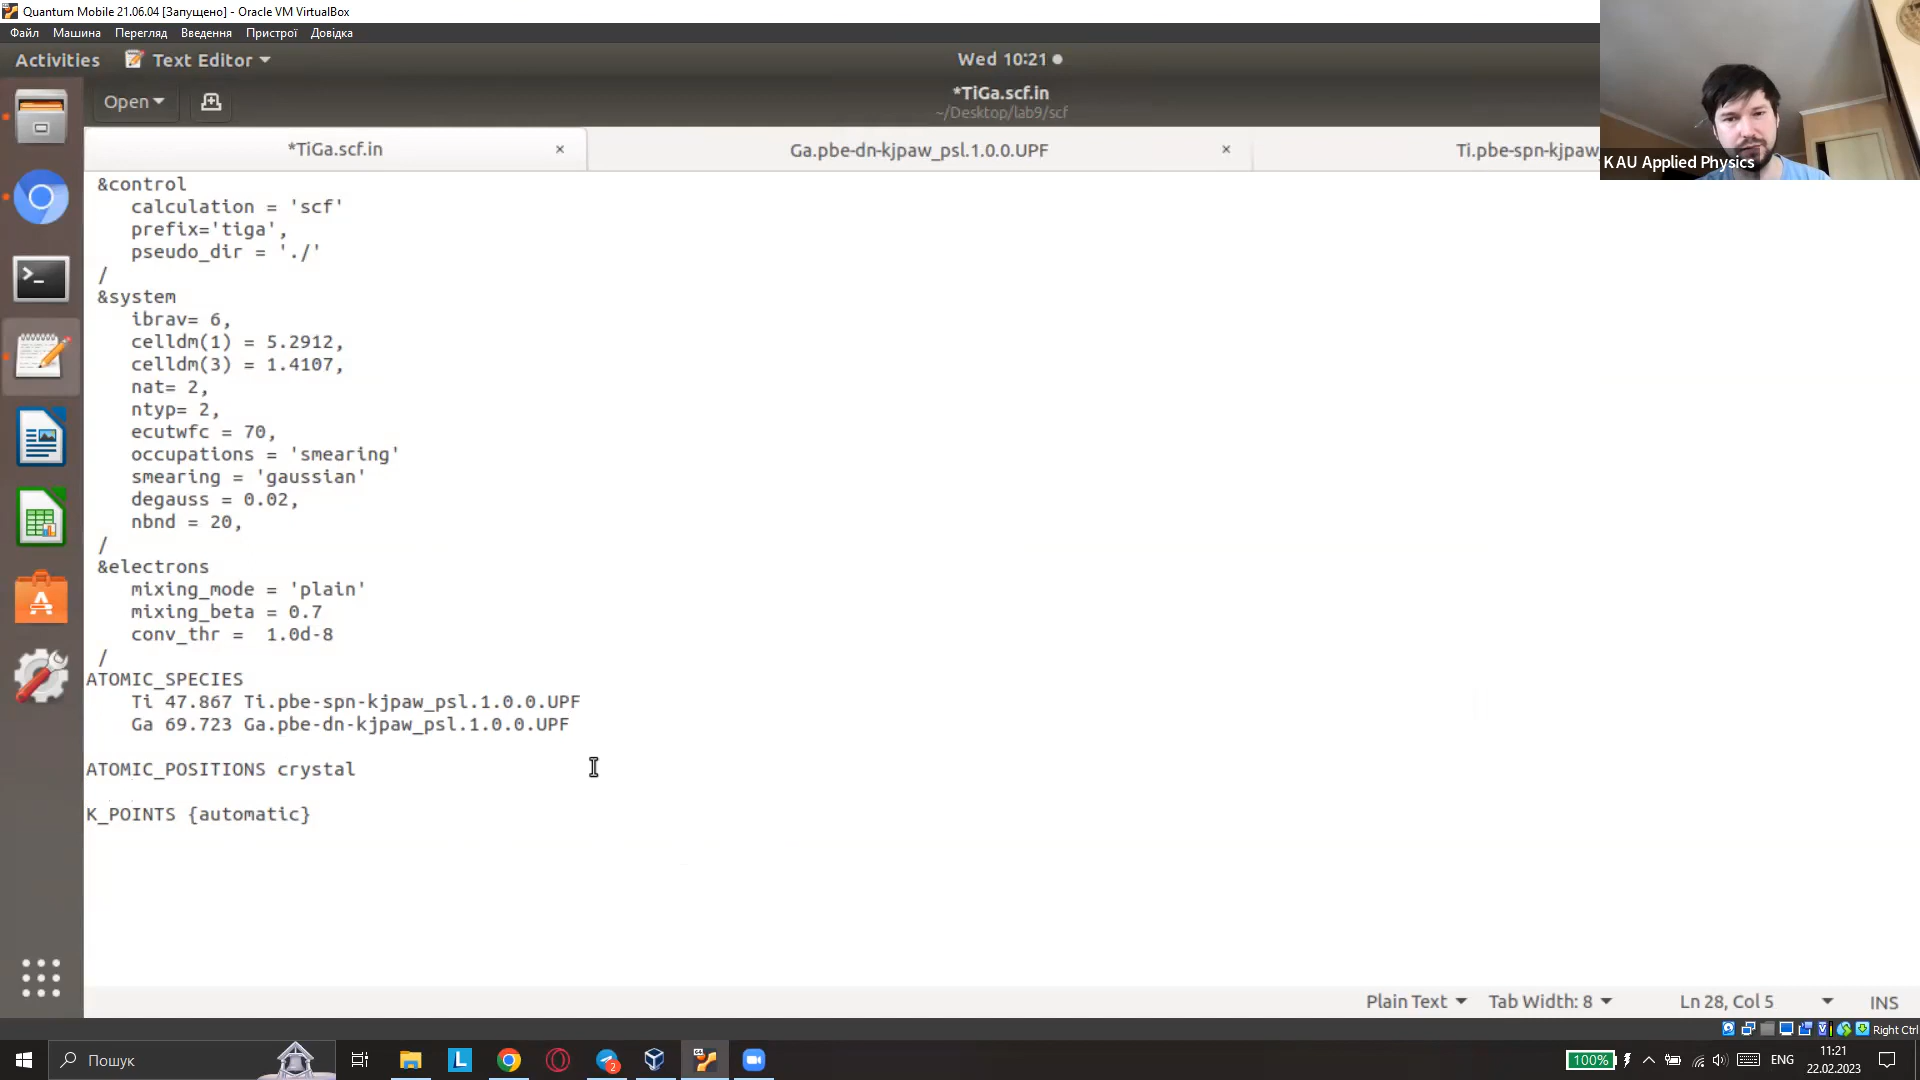 Quantum Mobile 21.06.04 [Запущено] - Oracle VM VirtualBox
Файл Машина Перегляд Введення Пристрої Довідка
Activities Text Editor Wed 10:21
Open *TiGa.scf.in
~/Desktop/lab9/scf
*TiGa.scf.in × Ga.pbe-dn-kjpaw_psl.1.0.0.UPF × Ti.pbe-spn-kjpaw
K AU Applied Physics
&control
calculation = 'scf'
prefix='tiga',
pseudo_dir = './'
/
&system
ibrav= 6,
celldm(1) = 5.2912,
celldm(3) = 1.4107,
nat= 2,
ntyp= 2,
ecutwfc = 70,
occupations = 'smearing'
smearing = 'gaussian'
degauss = 0.02,
nbnd = 20,
/
&electrons
mixing_mode = 'plain'
mixing_beta = 0.7
conv_thr =  1.0d-8
/
ATOMIC_SPECIES
Ti 47.867 Ti.pbe-spn-kjpaw_psl.1.0.0.UPF
Ga 69.723 Ga.pbe-dn-kjpaw_psl.1.0.0.UPF
ATOMIC_POSITIONS crystal
K_POINTS {automatic}
Plain Text Tab Width: 8 Ln 28, Col 5 INS
Right Ctrl
Пошук 2 100% ENG 11:21
22.02.2023